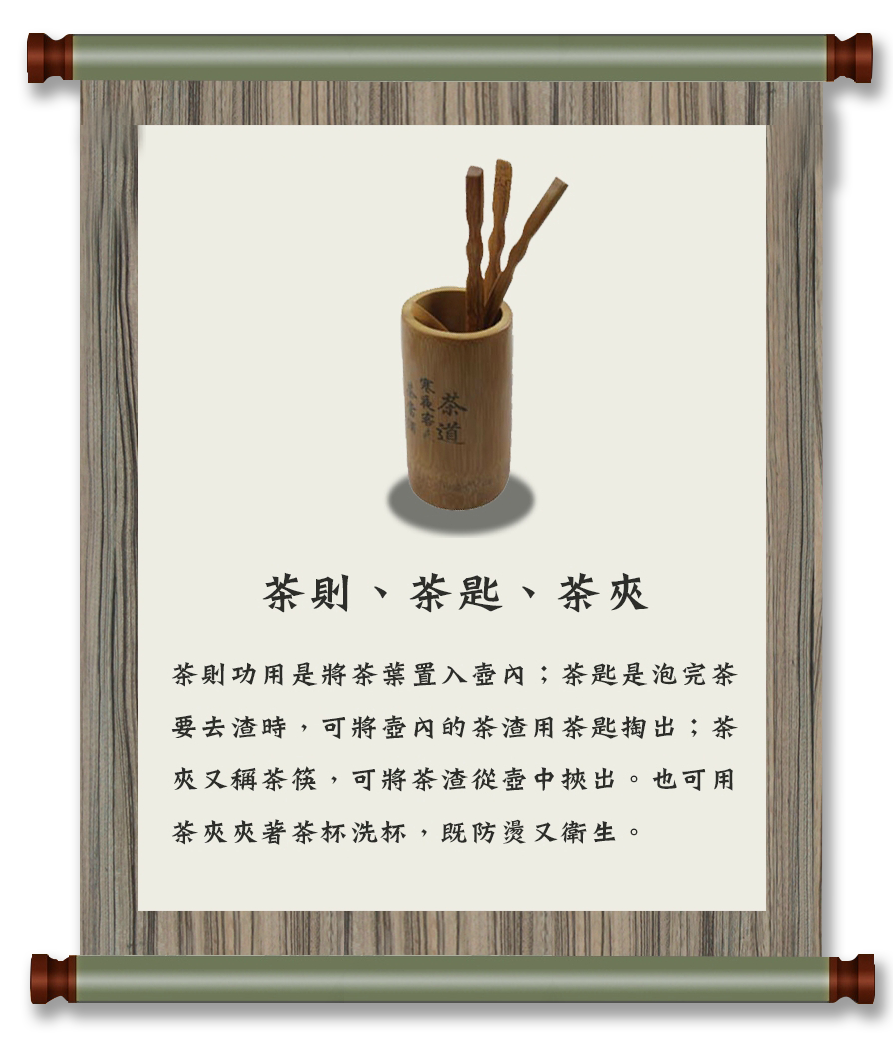 茶道
寒夜客
茶則、茶匙、茶夾
茶則功用是將茶葉置入壺內；茶匙是泡完茶
要去渣時，可將壺內的茶渣用茶匙掏出；茶
夾又稱茶筷，可將茶渣從壺中挾出。也可用
茶夾夾著茶杯洗杯，既防燙又衛生。